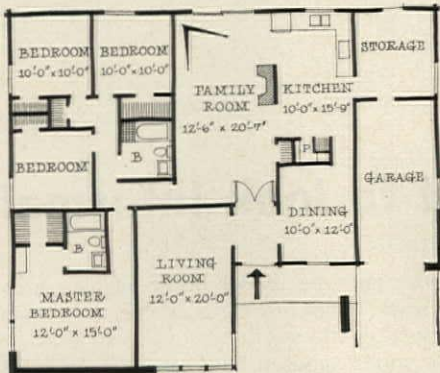 BEDROOM
10'-0" x 10'-0"
BEDROOM
10'-0" x 10'-0"
STORAGE
FAMILY
ROOM
12'-6" x 20'-7"
KITCHEN
10'-0" x 15'-9"
BEDROOM
B
P
GARAGE
DINING
10'-0" x 12'-0"
B
LIVING
ROOM
12'-0" x 20'-0"
MASTER
BEDROOM
12'-0" x 15'-0"